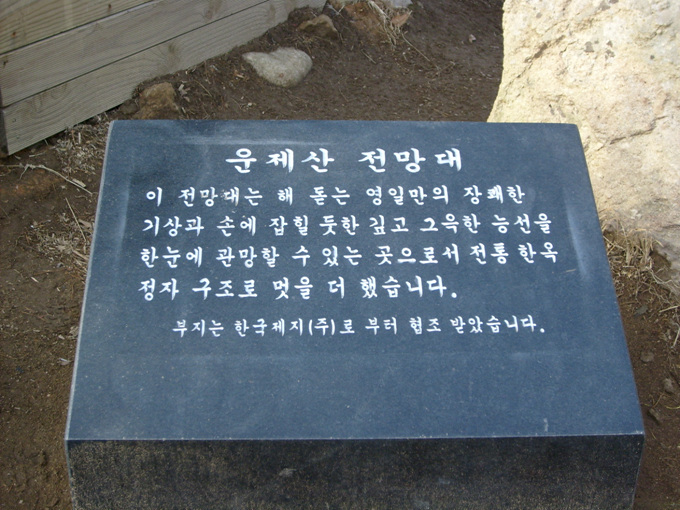 운제산 전망대
이 전망대는 해 돋는 영일만의 장쾌한
기상과 손에 잡힐 듯한 깊고 그윽한 능선을
한눈에 관망할 수 있는 곳으로서 전통 한옥
정자 구조로 멋을 더 했습니다.
부지는 한국제지(주)로 부터 협조 받았습니다.